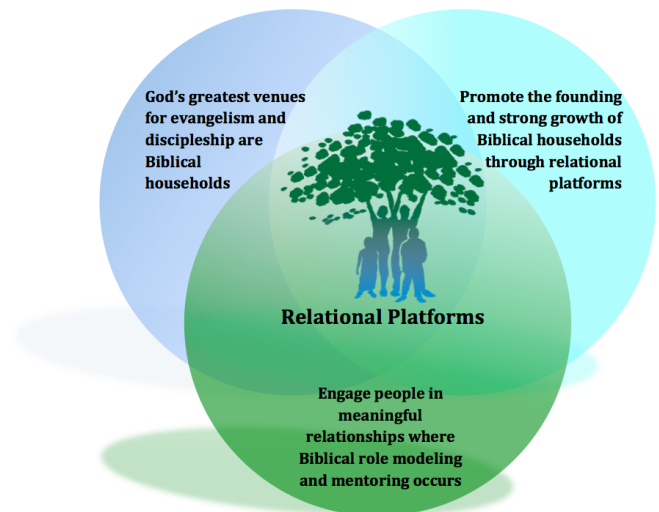 God's greatest venues
for evangelism and
discipleship are
Biblical
households
Promote the founding
and strong growth of
Biblical households
through relational
platforms
Relational Platforms
Engage people in
meaningful
relationships where
Biblical role modeling
and mentoring occurs